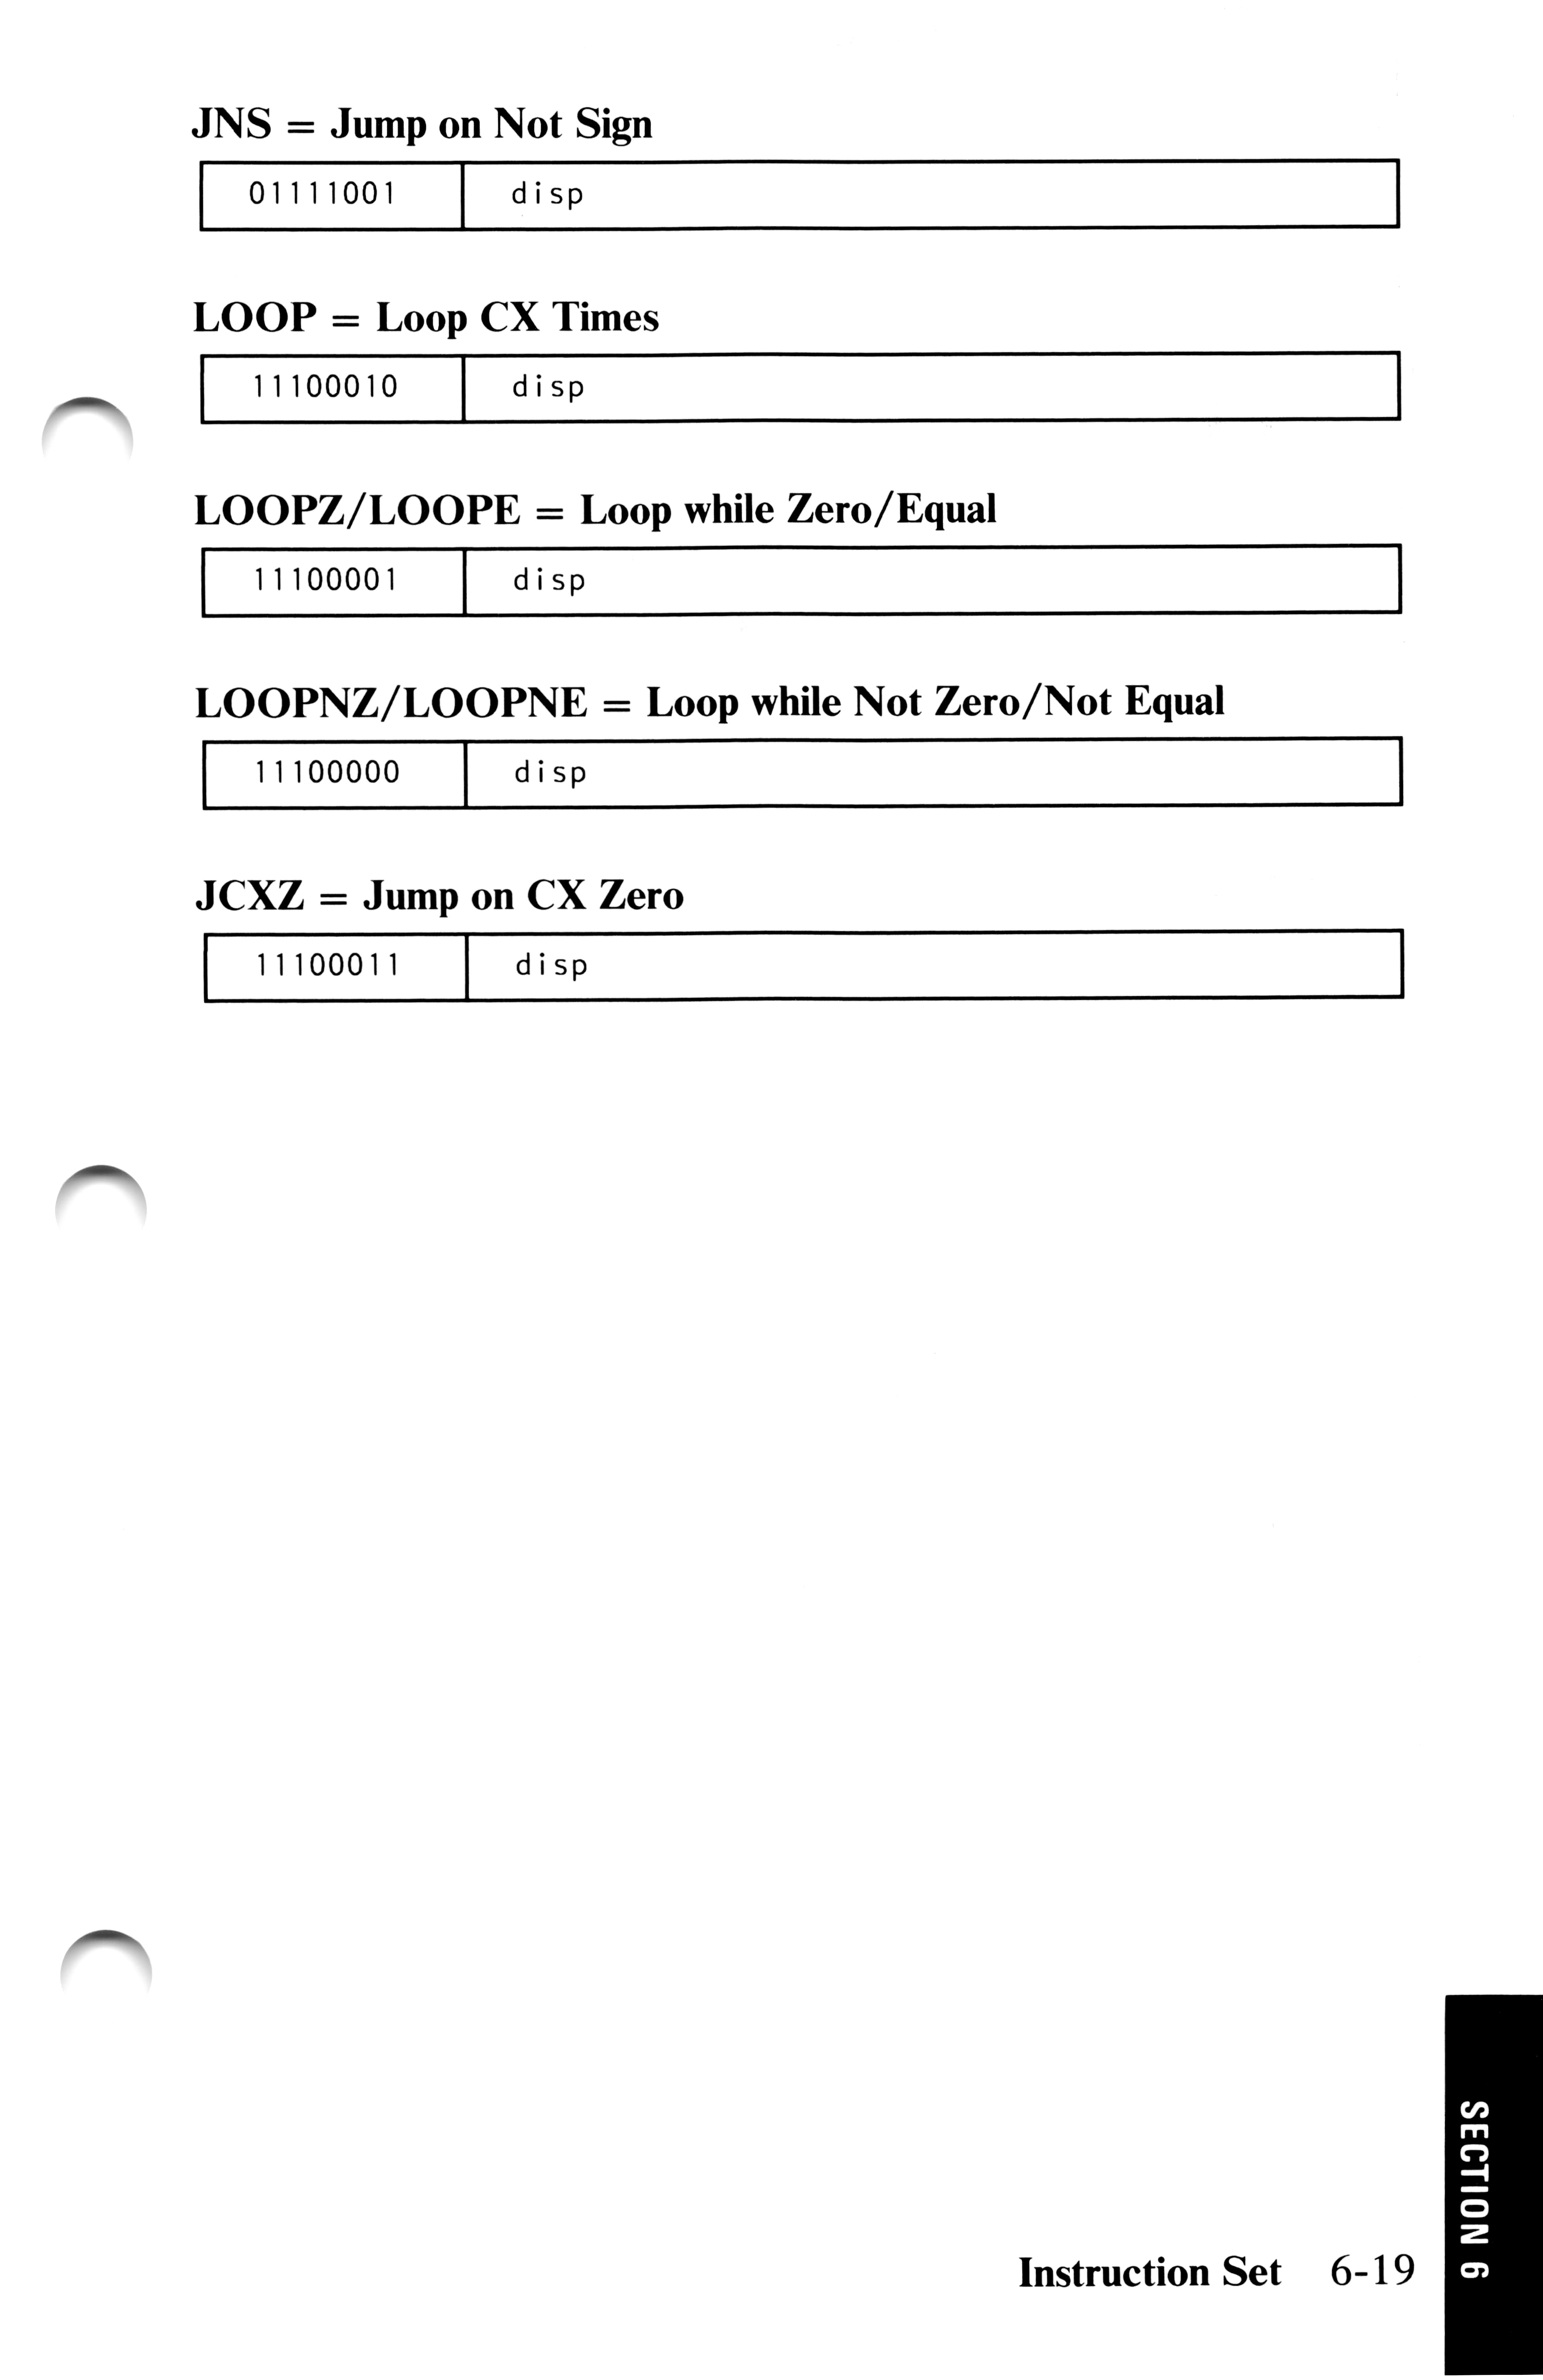 JNS = Jump on Not Sign
01111001 disp
LOOP = Loop CX Times
11100010 disp
LOOPZ/LOOPE = Loop while Zero/Equal
11100001 disp
LOOPNZ/LOOPNE = Loop while Not Zero/Not Equal
11100000 disp
JCXZ = Jump on CX Zero
11100011 disp
SECTION 6
Instruction Set 6-19